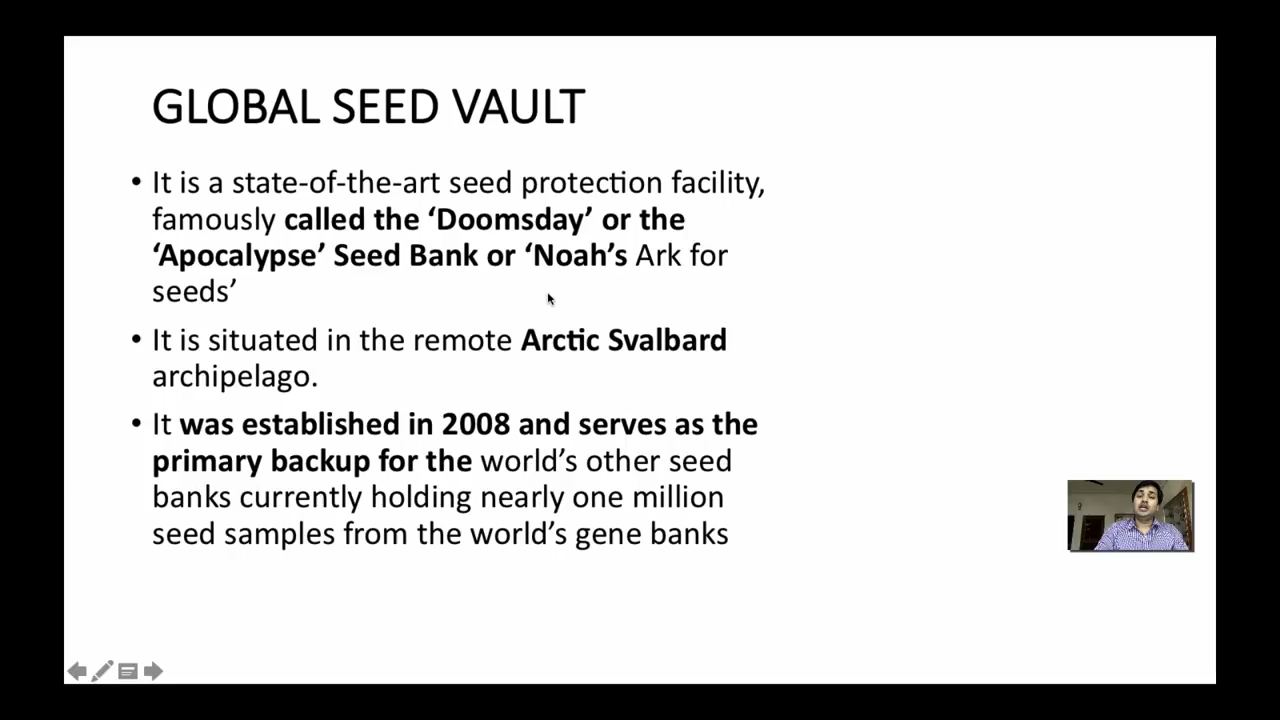 GLOBAL SEED VAULT
• It is a state-of-the-art seed protection facility,
famously called the ‘Doomsday’ or the
‘Apocalypse’ Seed Bank or ‘Noah’s Ark for
seeds’
• It is situated in the remote Arctic Svalbard
archipelago.
• It was established in 2008 and serves as the
primary backup for the world’s other seed
banks currently holding nearly one million
seed samples from the world’s gene banks